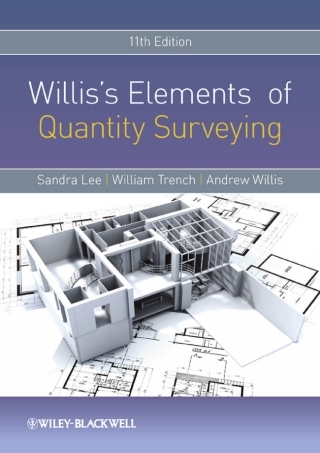 11th Edition
Willis's Elements of
Quantity Surveying
Sandra Lee | William Trench | Andrew Willis
WILEY-BLACKWELL